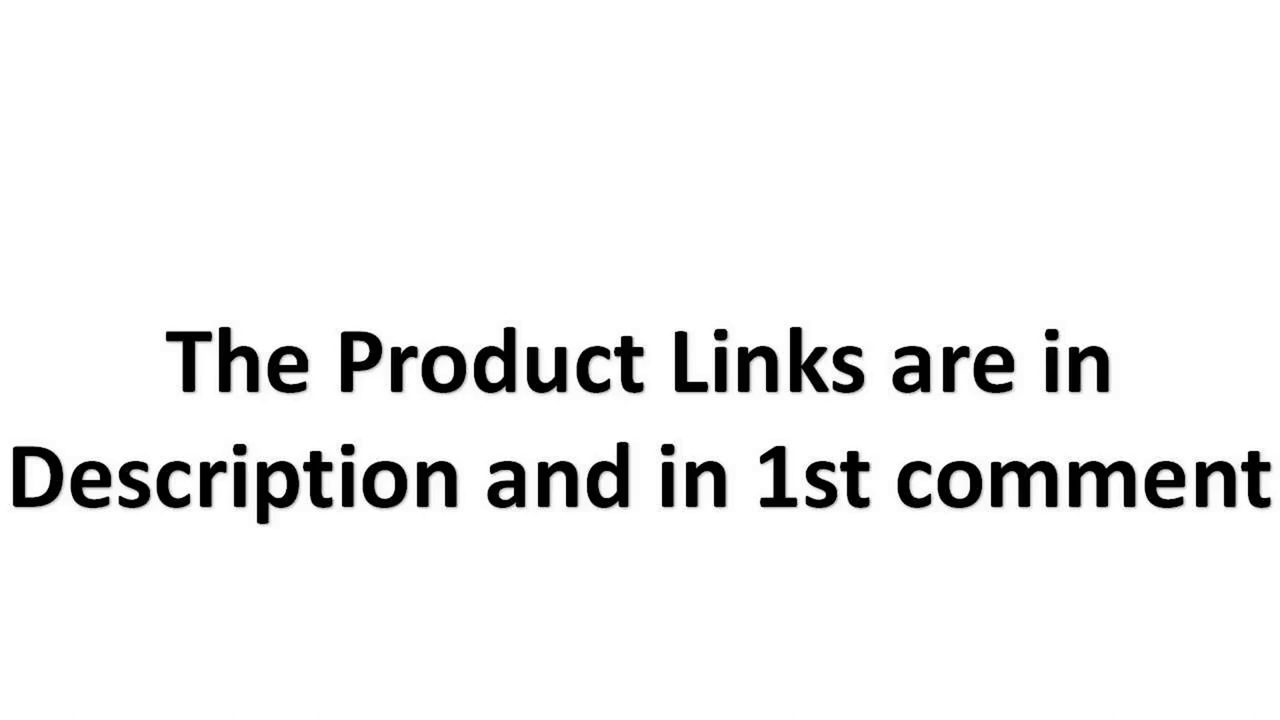 The Product Links are in
Description and in 1st comment